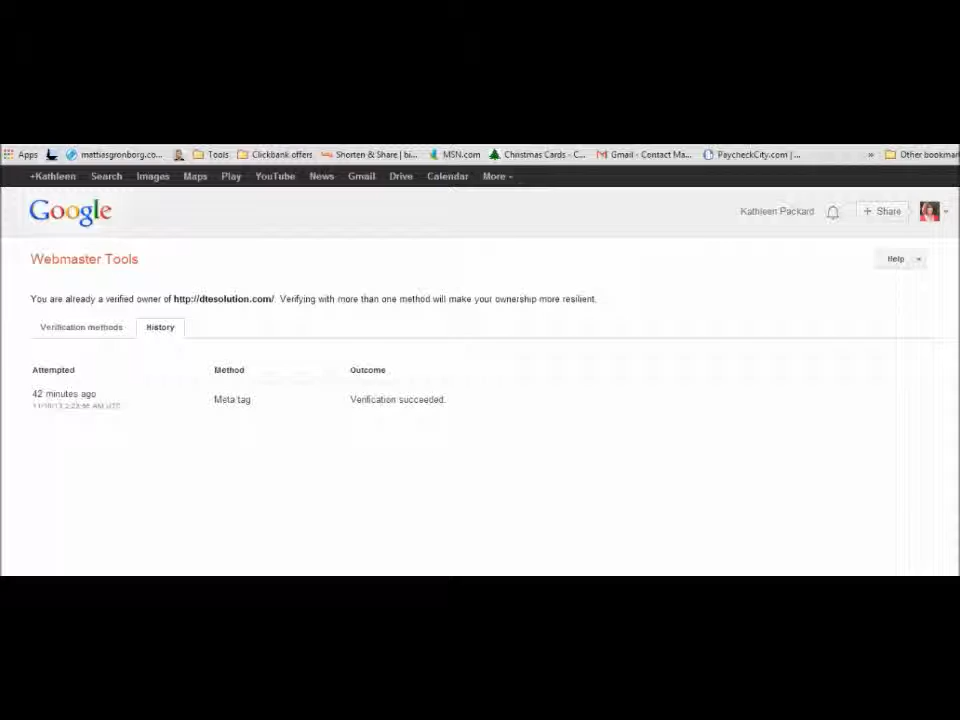 Apps mattiasgronborg.co... Tools Clickbank offers Shorten & Share | bi... MSN.com Christmas Cards - C... Gmail - Contact Ma... PaycheckCity.com | ... » Other bookmar
+Kathleen Search Images Maps Play YouTube News Gmail Drive Calendar More
Google Kathleen Packard + Share
Webmaster Tools Help
You are already a verified owner of http://dtesolution.com/. Verifying with more than one method will make your ownership more resilient.
Verification methods History
Attempted Method Outcome
42 minutes ago
Meta tag Verification succeeded.
AM UTC